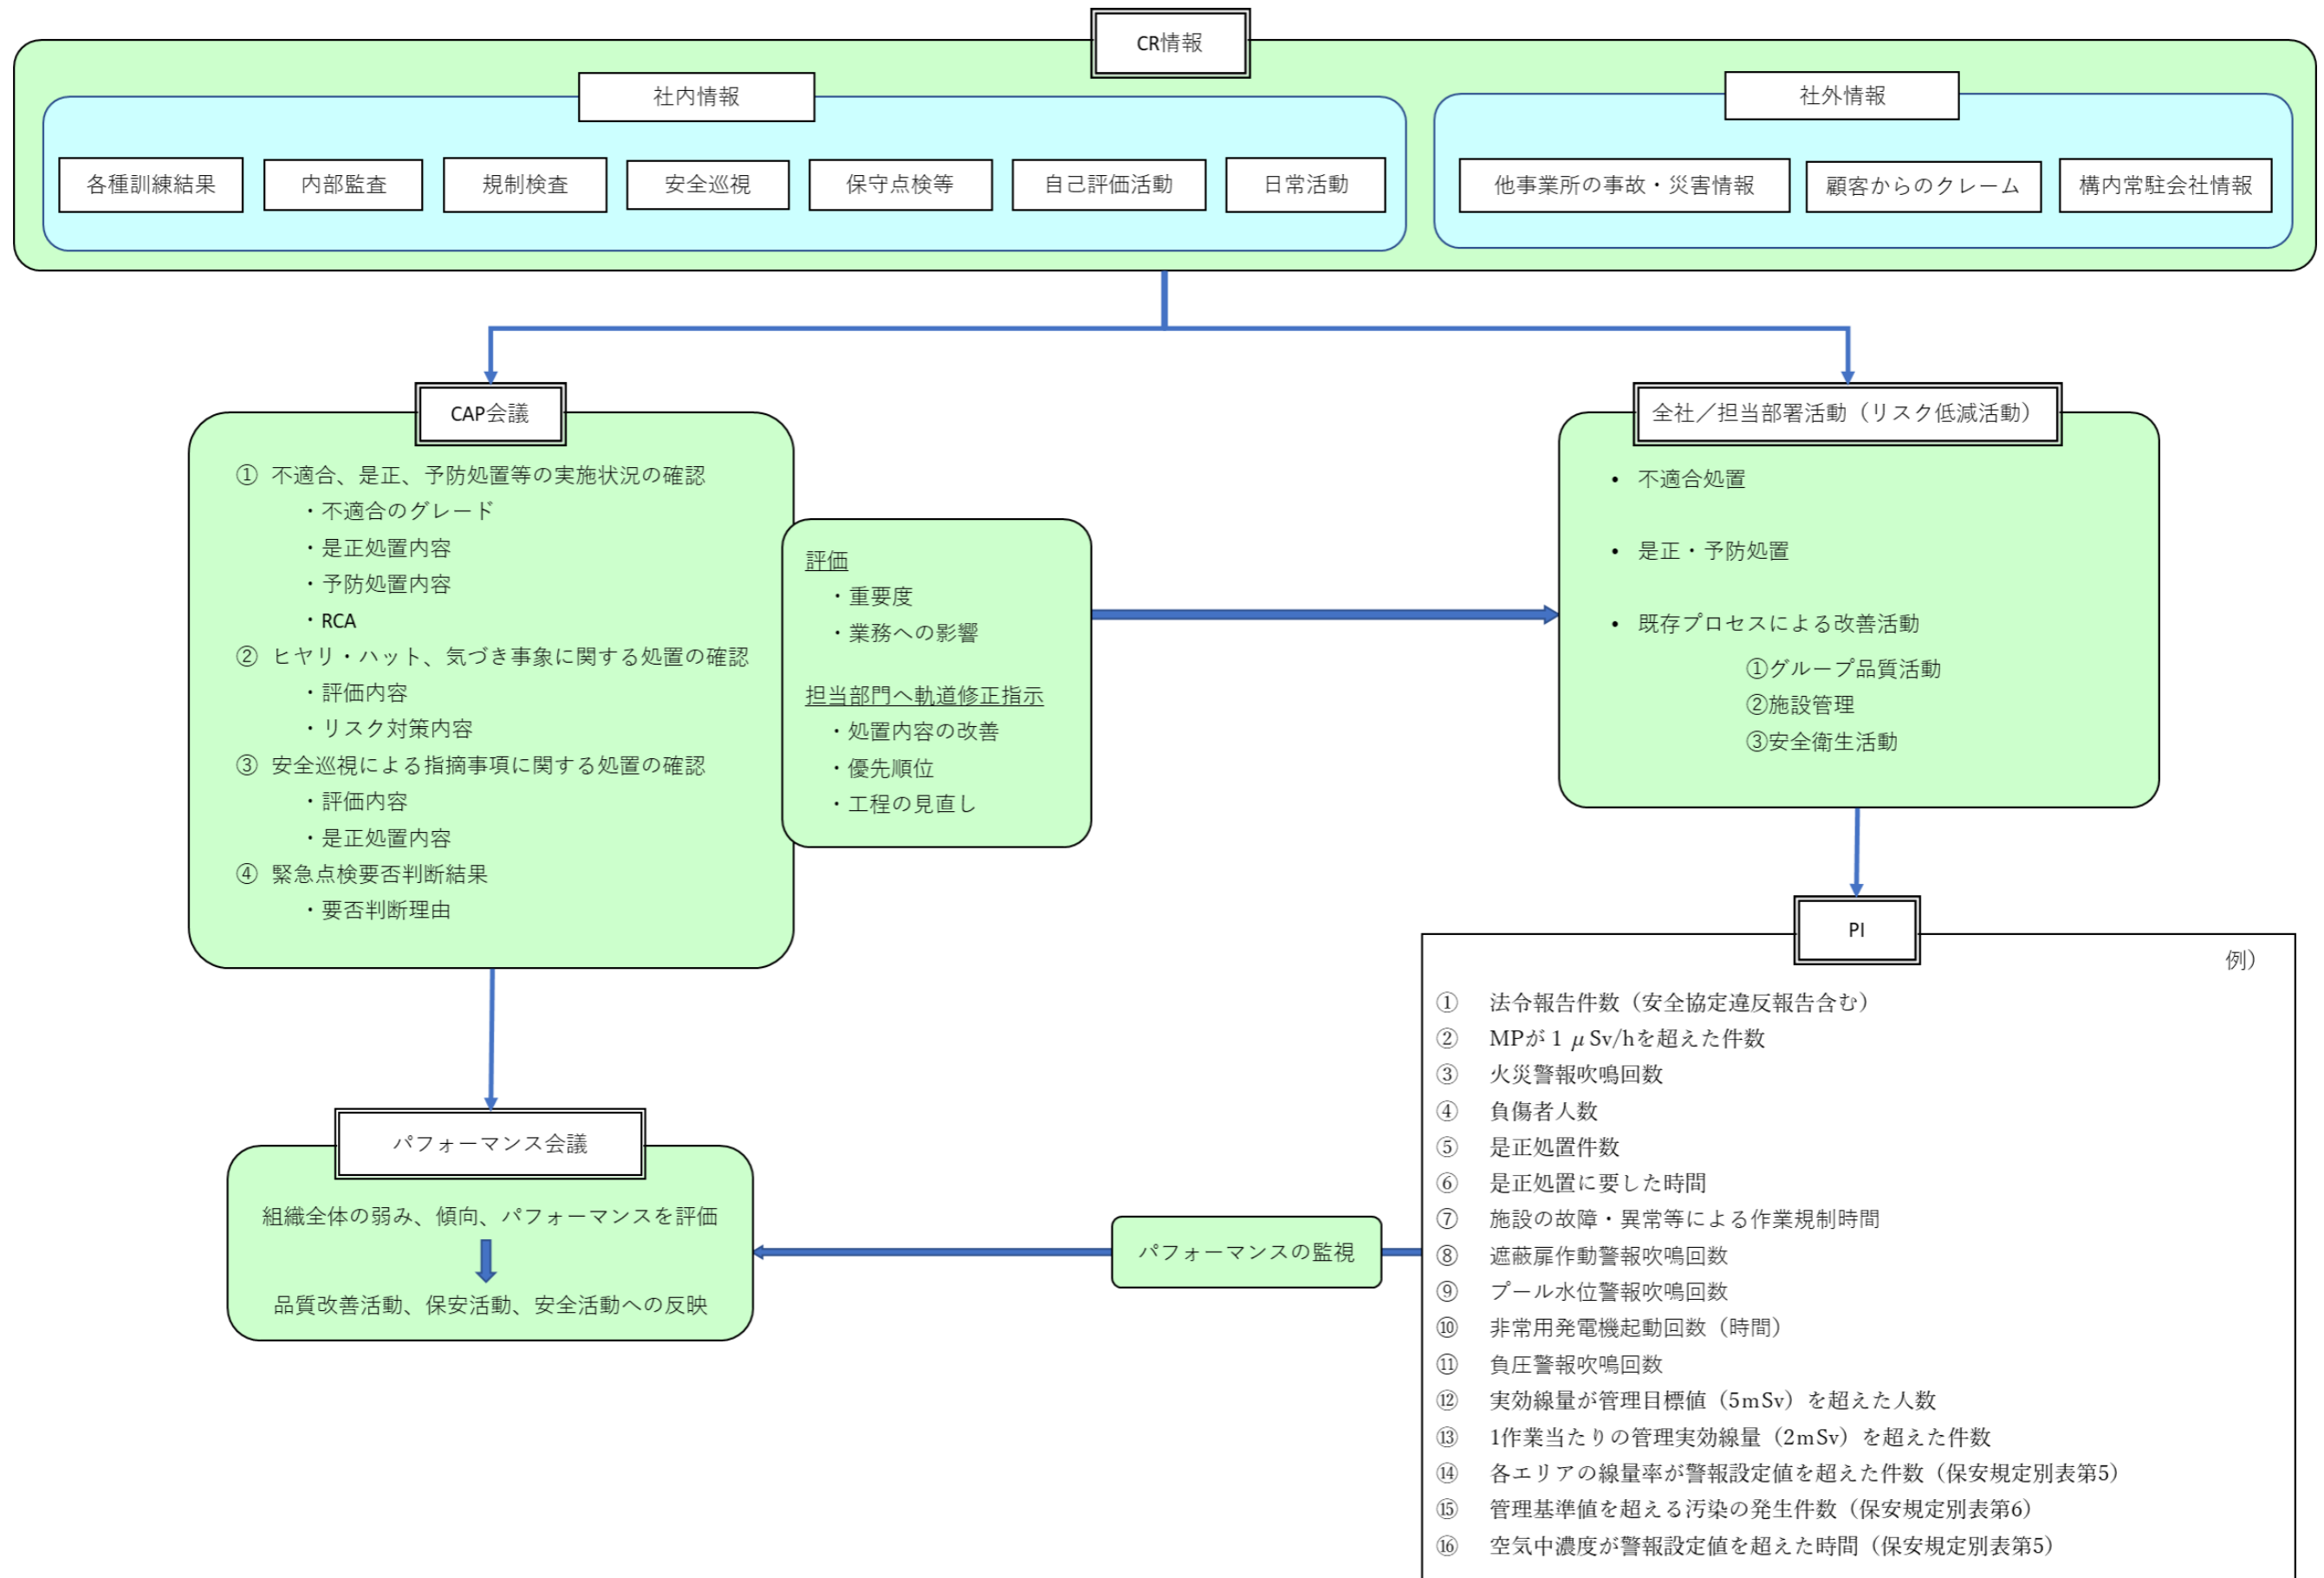 CR情報
社内情報
社外情報
各種訓練結果
内部監査
規制検査
安全巡視
保守点検等
自己評価活動
日常活動
他事業所の事故・災害情報
顧客からのクレーム
構内常駐会社情報
CAP会議
① 不適合、是正、予防処置等の実施状況の確認
・不適合のグレード
・是正処置内容
・予防処置内容
・RCA
② ヒヤリ・ハット、気づき事象に関する処置の確認
・評価内容
・リスク対策内容
③ 安全巡視による指摘事項に関する処置の確認
・評価内容
・是正処置内容
④ 緊急点検要否判断結果
・要否判断理由
評価
・重要度
・業務への影響
担当部門へ軌道修正指示
・処置内容の改善
・優先順位
・工程の見直し
全社／担当部署活動（リスク低減活動）
• 不適合処置
• 是正・予防処置
• 既存プロセスによる改善活動
①グループ品質活動
②施設管理
③安全衛生活動
パフォーマンス会議
組織全体の弱み、傾向、パフォーマンスを評価
品質改善活動、保安活動、安全活動への反映
パフォーマンスの監視
PI
例）
① 法令報告件数（安全協定違反報告含む）
② MPが１μSv/hを超えた件数
③ 火災警報吹鳴回数
④ 負傷者人数
⑤ 是正処置件数
⑥ 是正処置に要した時間
⑦ 施設の故障・異常等による作業規制時間
⑧ 遮蔽扉作動警報吹鳴回数
⑨ プール水位警報吹鳴回数
⑩ 非常用発電機起動回数（時間）
⑪ 負圧警報吹鳴回数
⑫ 実効線量が管理目標値（5mSv）を超えた人数
⑬ 1作業当たりの管理実効線量（2mSv）を超えた件数
⑭ 各エリアの線量率が警報設定値を超えた件数（保安規定別表第5）
⑮ 管理基準値を超える汚染の発生件数（保安規定別表第6）
⑯ 空気中濃度が警報設定値を超えた時間（保安規定別表第5）